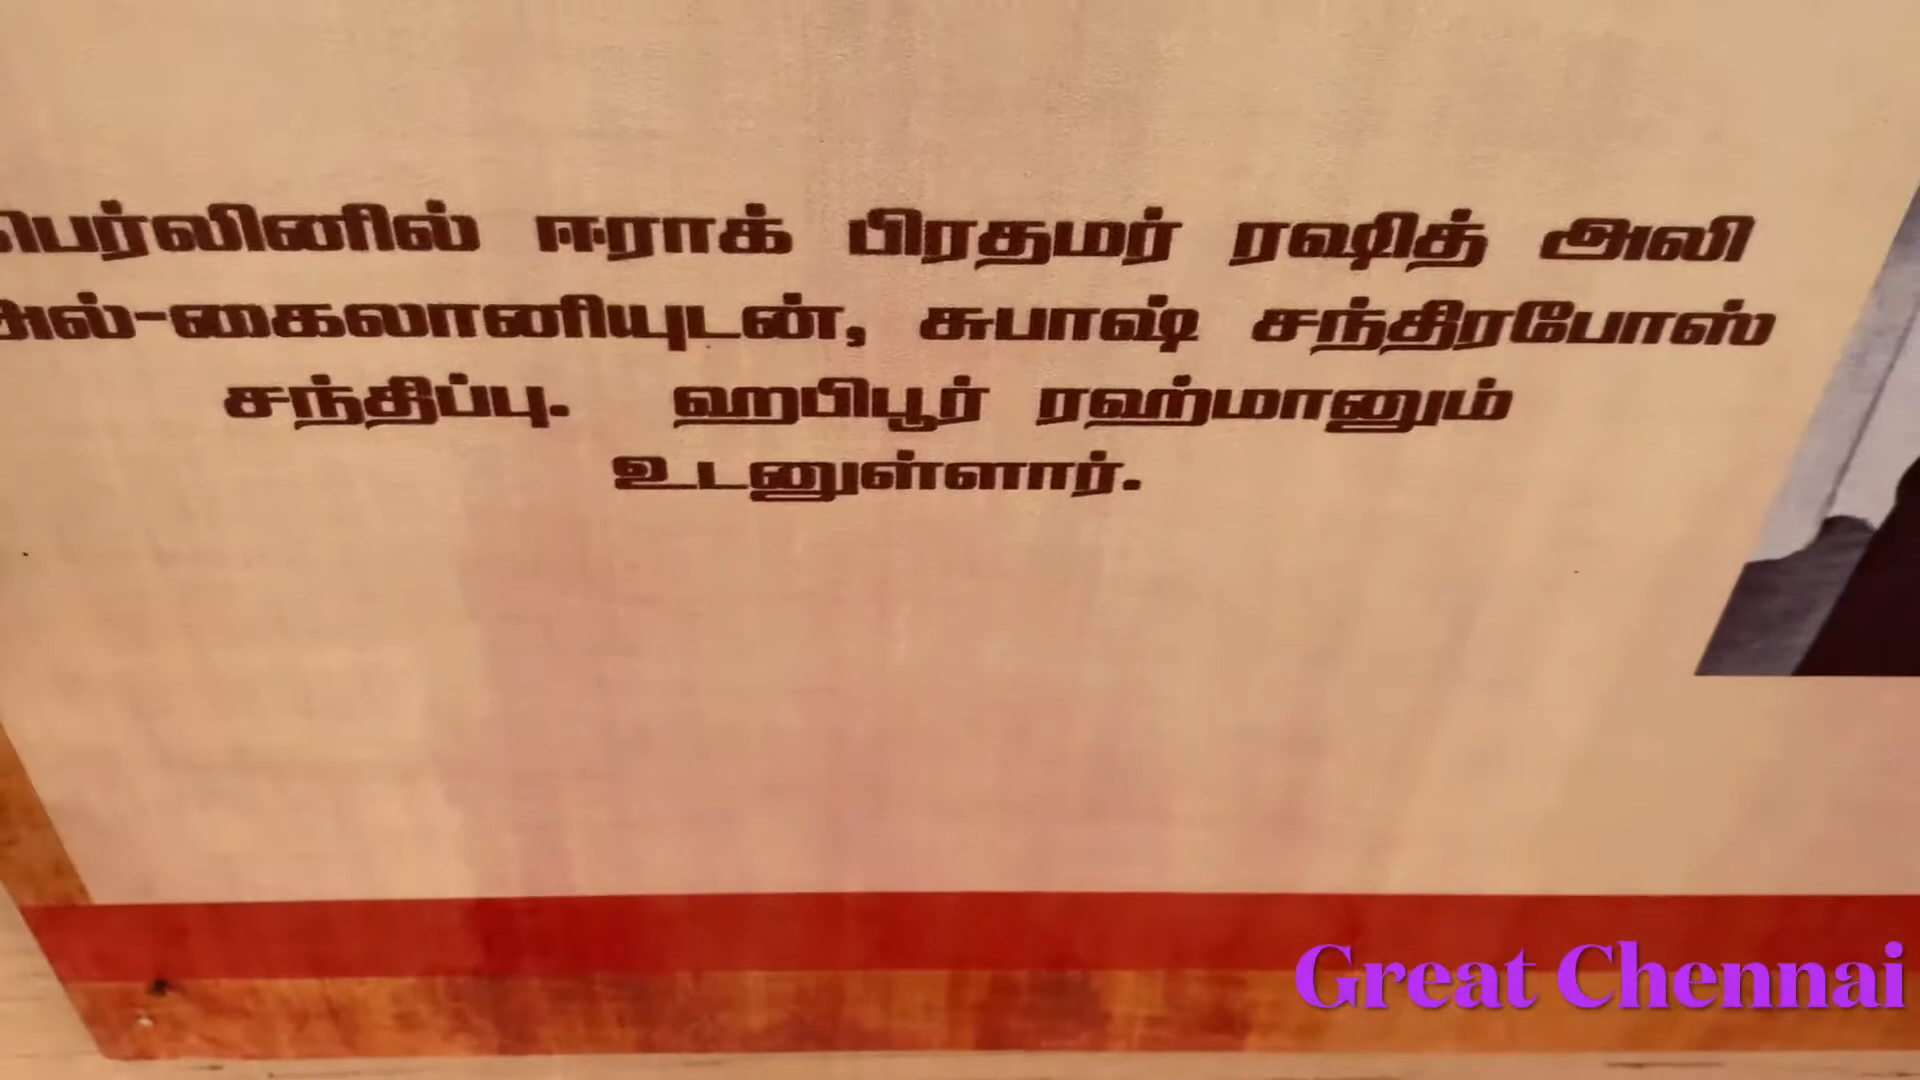 பெர்லினில் ஈராக் பிரதமர் ரஷித் அலி
அல்-கைலானியுடன், சுபாஷ் சந்திரபோஸ்
சந்திப்பு. ஹபிபூர் ரஹ்மானும்
உடனுள்ளார்.
Great Chennai